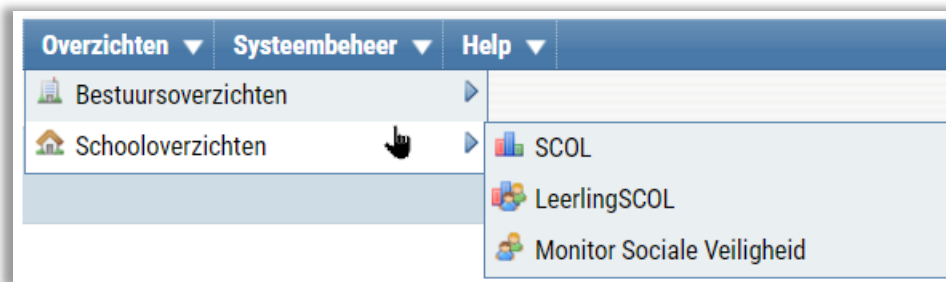 Overzichten Systeembeheer Help
Bestuursoverzichten
Schooloverzichten
SCOL
LeerlingSCOL
Monitor Sociale Veiligheid